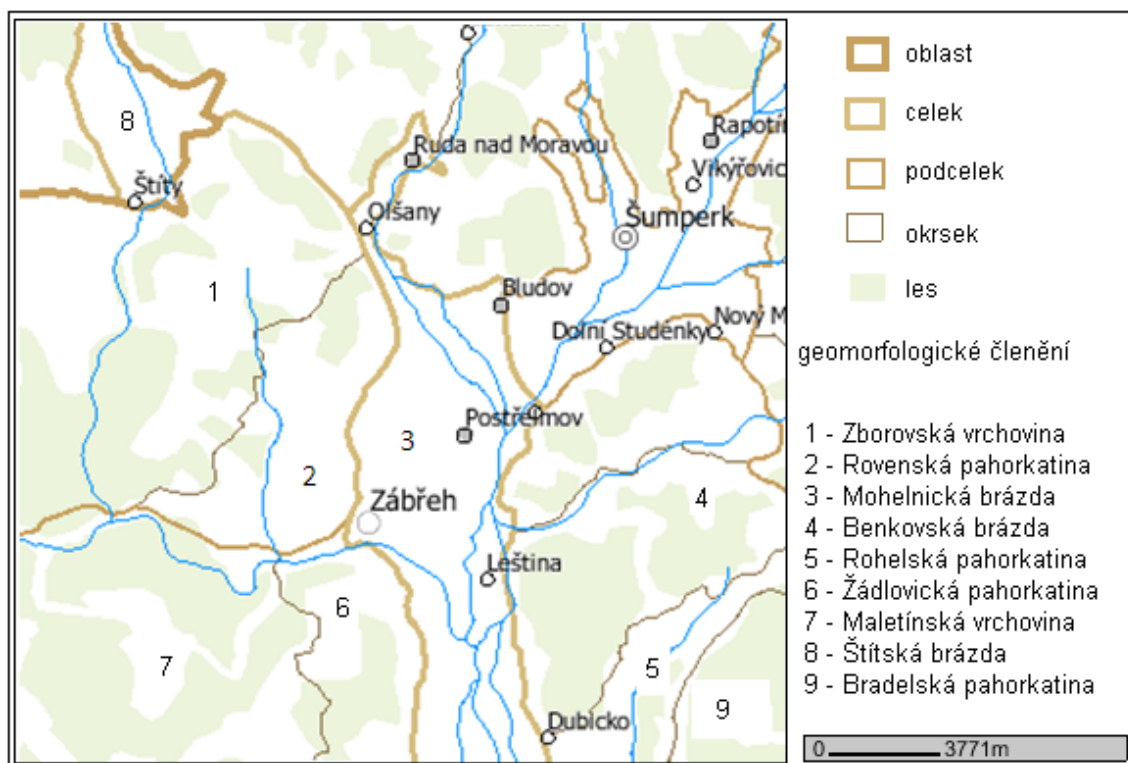 8
Štíty
Ruda nad Moravou
Rapotín
Vikýřovic
Olšany
Šumperk
1
Bludov
Nový M
Dolní Studénky
Postřelmov
3
2
Zábřeh
4
Leština
6
7
5
9
Dubicko
oblast
celek
podcelek
okrsek
les
geomorfologické členění
1 - Zborovská vrchovina
2 - Rovenská pahorkatina
3 - Mohelnická brázda
4 - Benkovská brázda
5 - Rohelská pahorkatina
6 - Žádlovická pahorkatina
7 - Maletínská vrchovina
8 - Štítská brázda
9 - Bradelská pahorkatina
0 3771m